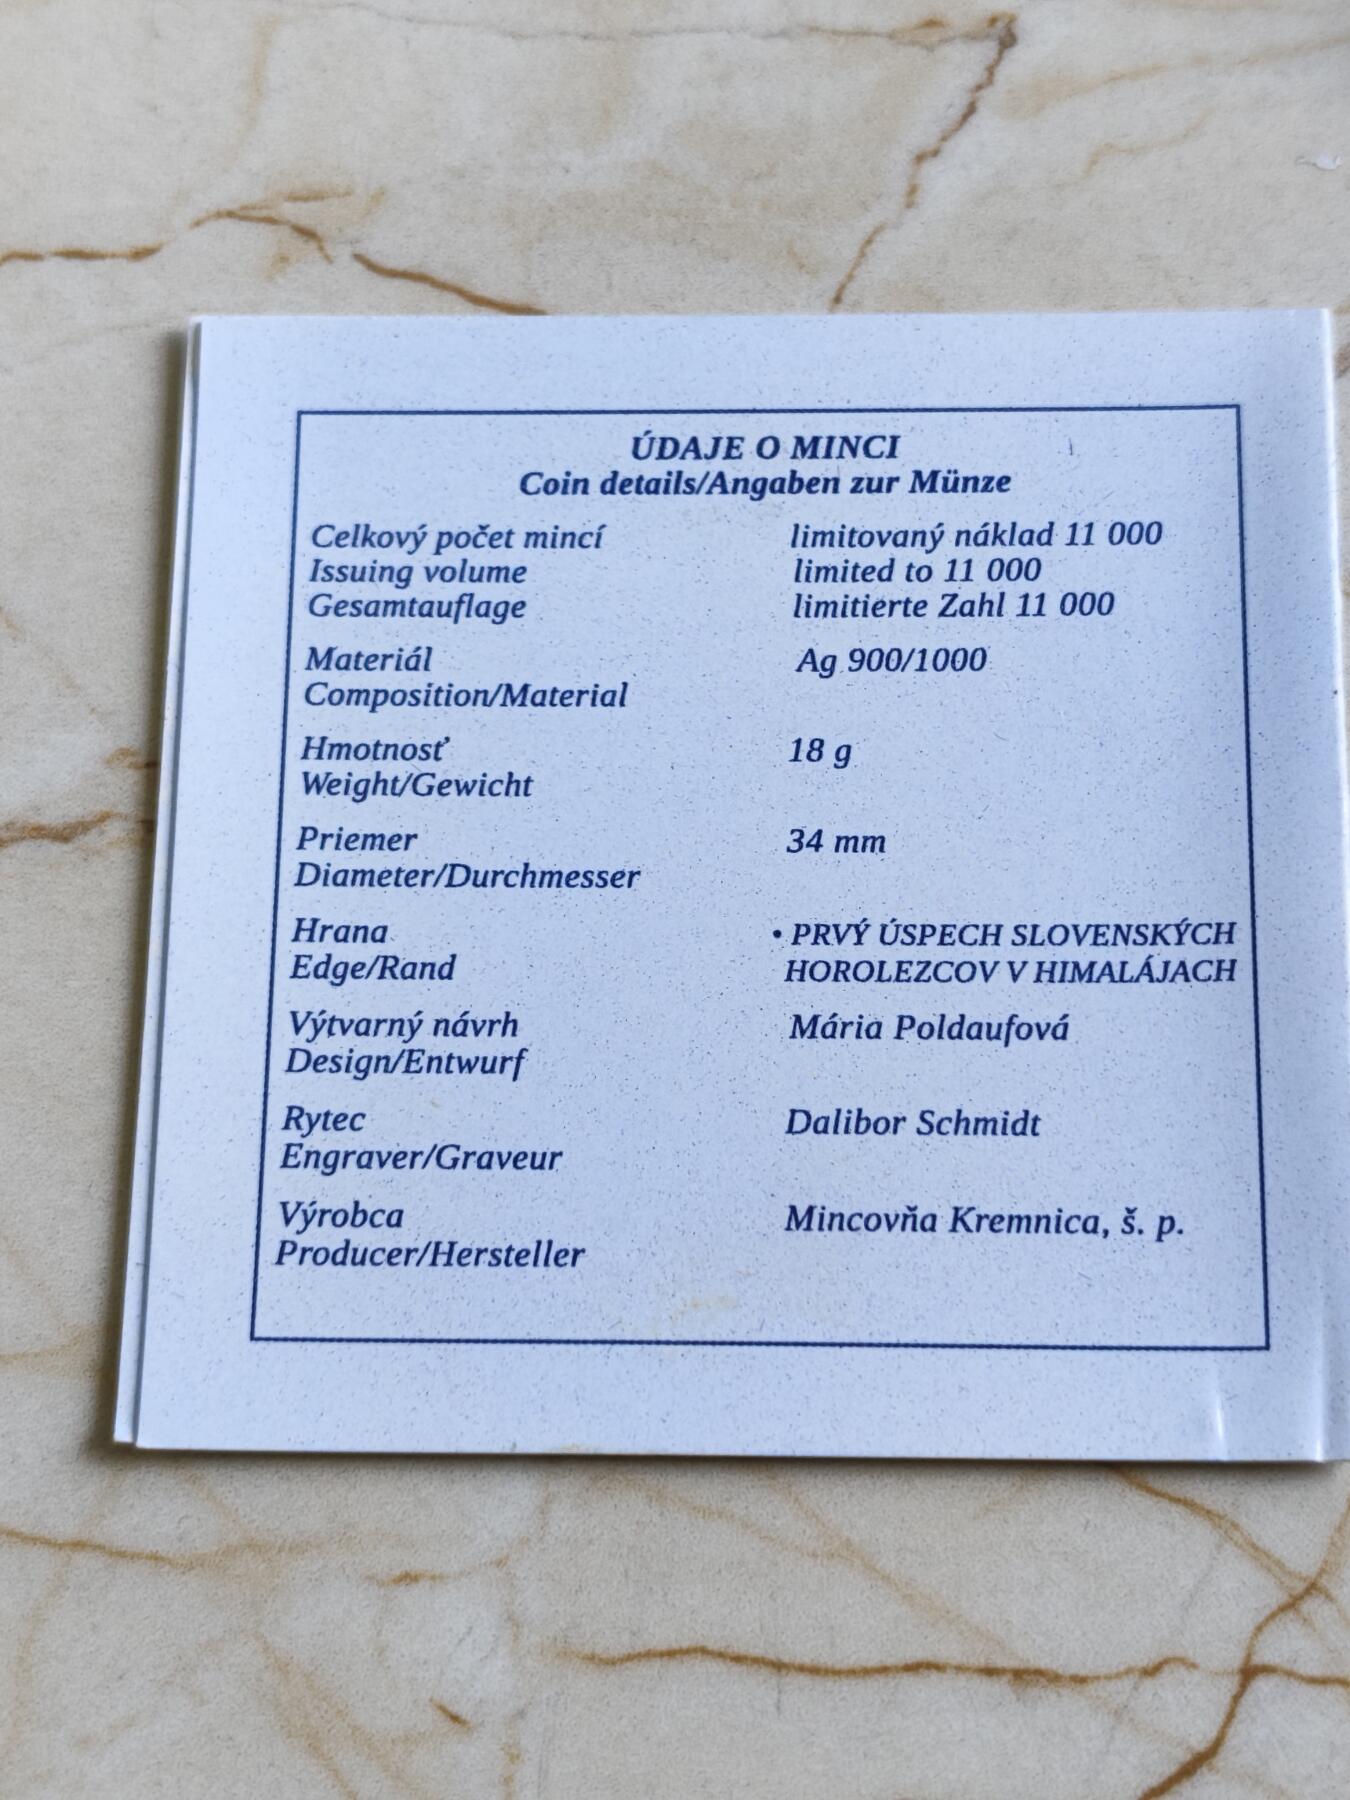 ÚDAJE O MINCI
Coin details/Angaben zur Münze
Celkový počet mincí limitovaný náklad 11 000
Issuing volume limited to 11 000
Gesamtauflage limitierte Zahl 11 000
Materiál Ag 900/1000
Composition/Material
Hmotnosť 18 g
Weight/Gewicht
Priemer 34 mm
Diameter/Durchmesser
Hrana • PRVÝ ÚSPECH SLOVENSKÝCH
Edge/Rand HOROLEZCOV V HIMALÁJACH
Výtvarný návrh Mária Poldaufová
Design/Entwurf
Rytec Dalibor Schmidt
Engraver/Graveur
Výrobca Mincovňa Kremnica, š. p.
Producer/Hersteller